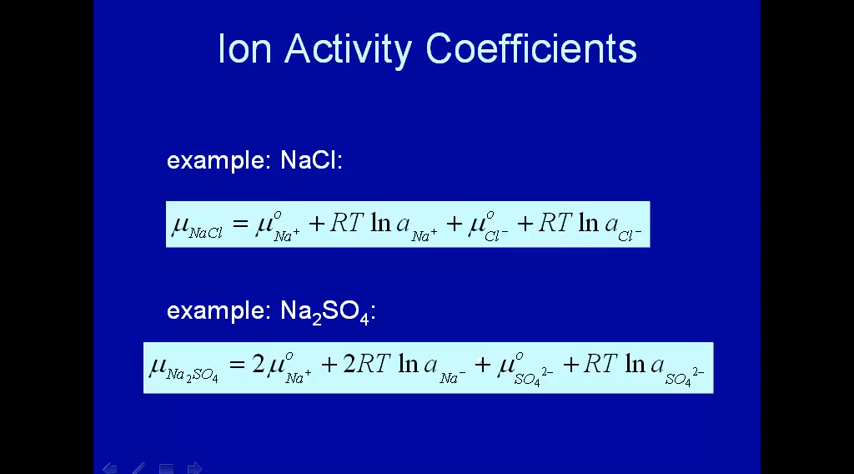 Ion Activity Coefficients
example: NaCl:
μ_NaCl = μ°_Na⁺ + RT ln a_Na⁺ + μ°_Cl⁻ + RT ln a_Cl⁻
example: Na₂SO₄:
μ_Na₂SO₄ = 2μ°_Na⁺ + 2RT ln a_Na⁻ + μ°_SO₄²⁻ + RT ln a_SO₄²⁻